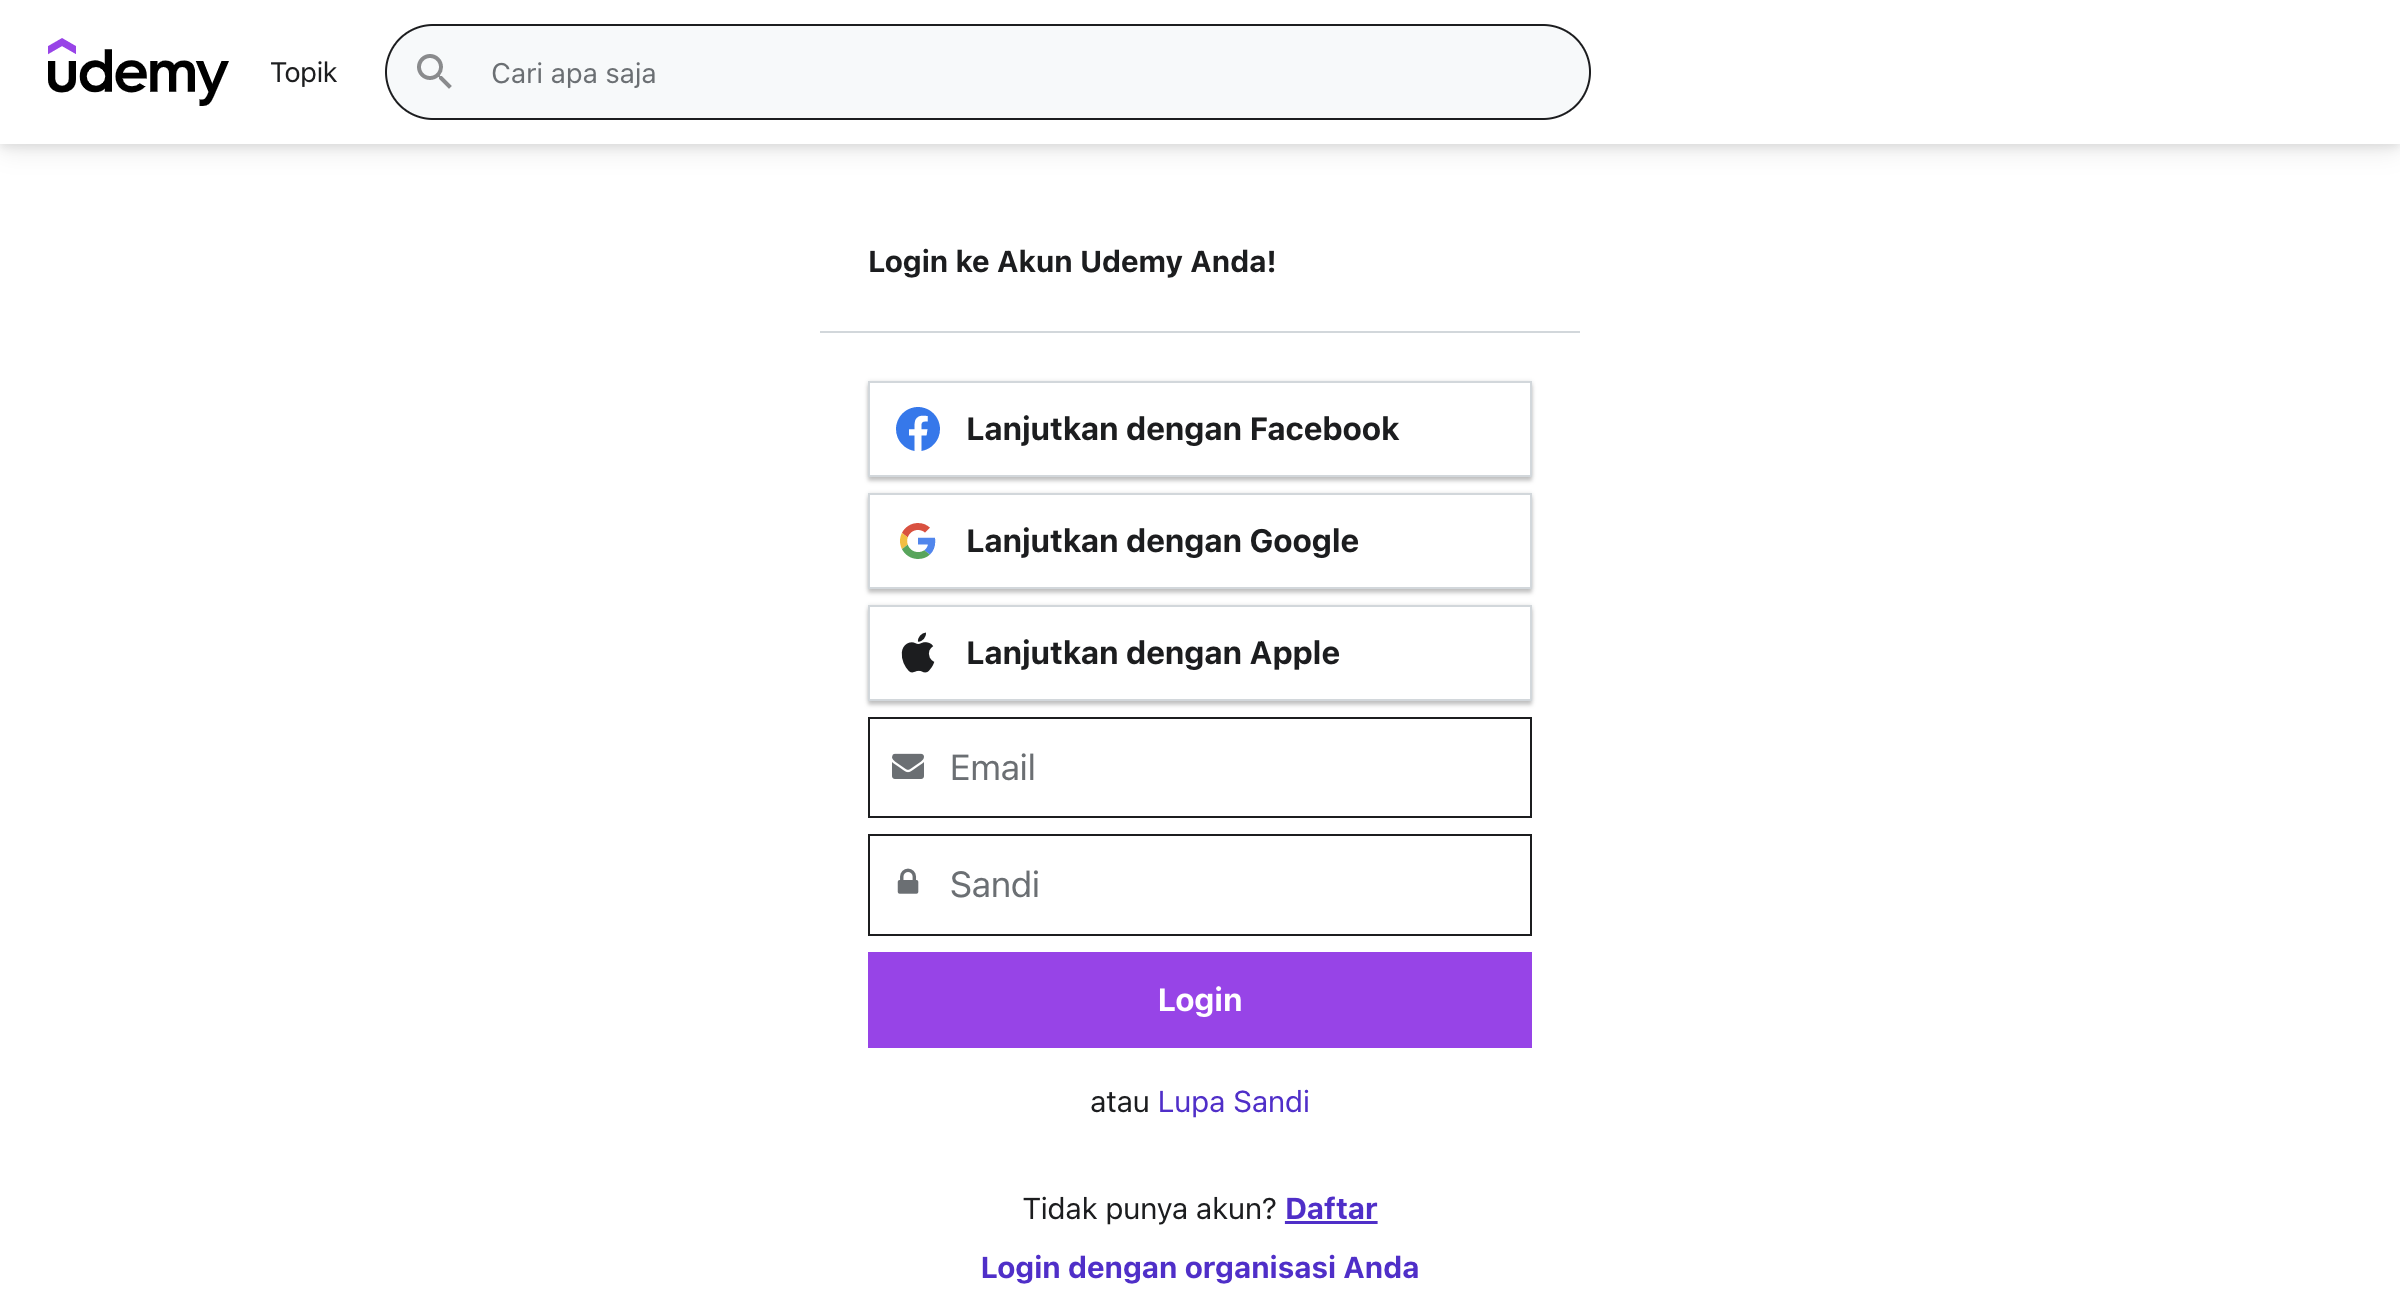 udemy
Topik
Cari apa saja
Login ke Akun Udemy Anda!
Lanjutkan dengan Facebook
Lanjutkan dengan Google
Lanjutkan dengan Apple
Email
Sandi
Login
atau Lupa Sandi
Tidak punya akun? Daftar
Login dengan organisasi Anda